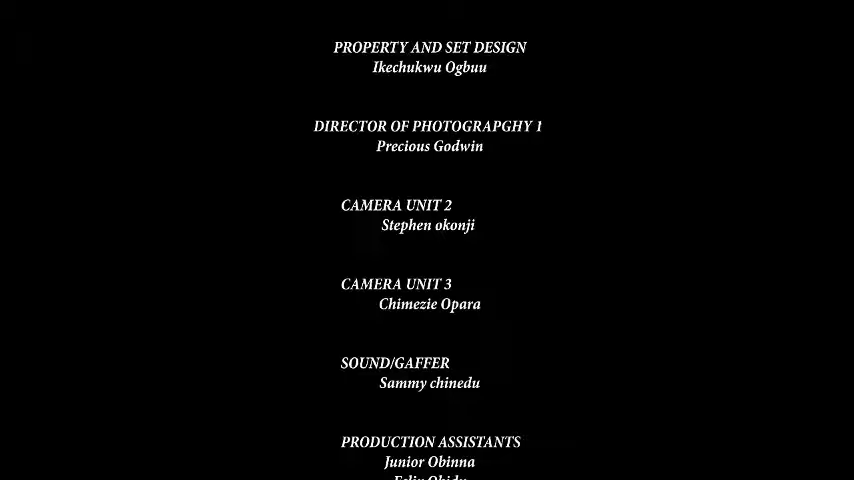 PROPERTY AND SET DESIGN
Ikechukwu Ogbuu
DIRECTOR OF PHOTOGRAPGHY 1
Precious Godwin
CAMERA UNIT 2
Stephen okonji
CAMERA UNIT 3
Chimezie Opara
SOUND/GAFFER
Sammy chinedu
PRODUCTION ASSISTANTS
Junior Obinna